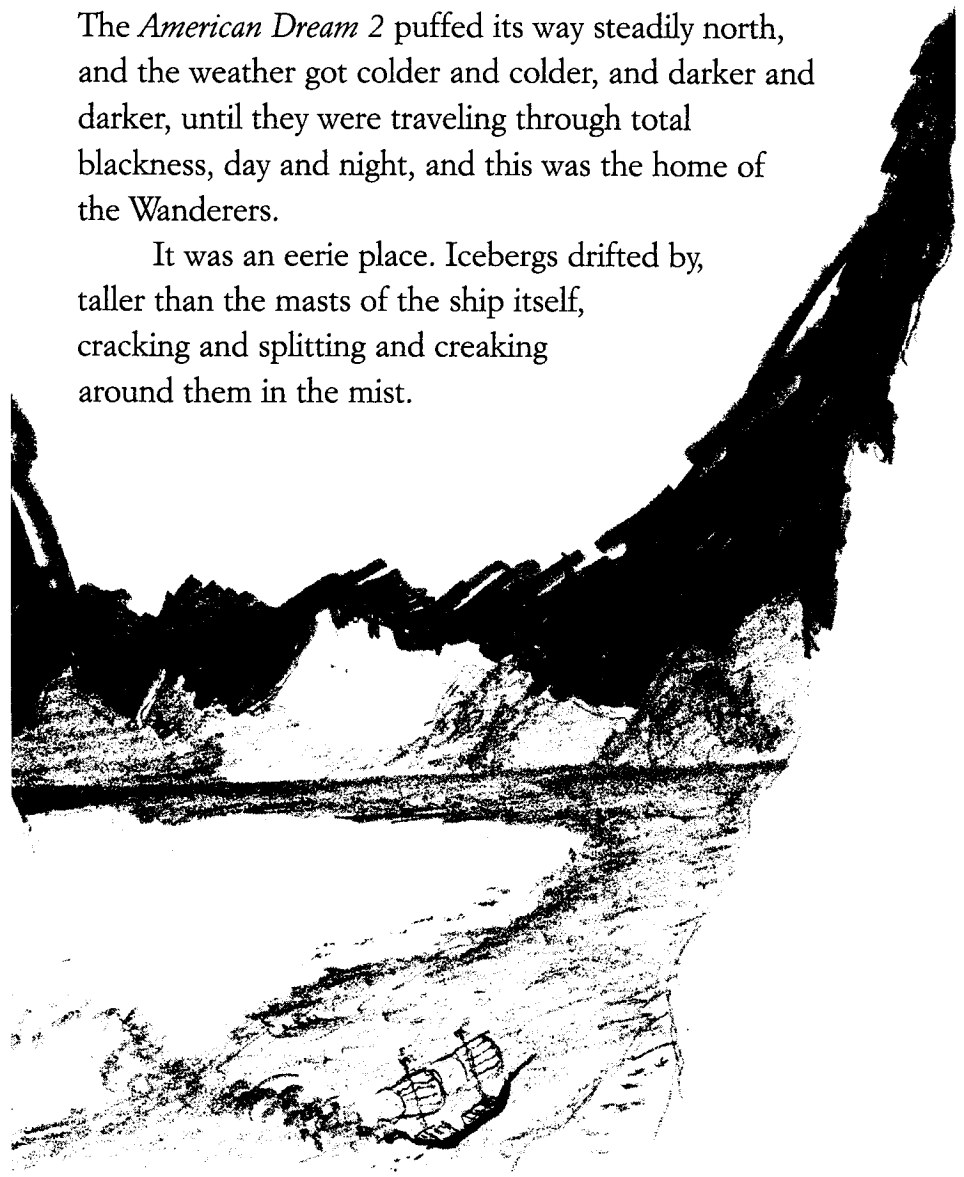 The American Dream 2 puffed its way steadily north,
and the weather got colder and colder, and darker and
darker, until they were traveling through total
blackness, day and night, and this was the home of
the Wanderers.
It was an eerie place. Icebergs drifted by,
taller than the masts of the ship itself,
cracking and splitting and creaking
around them in the mist.